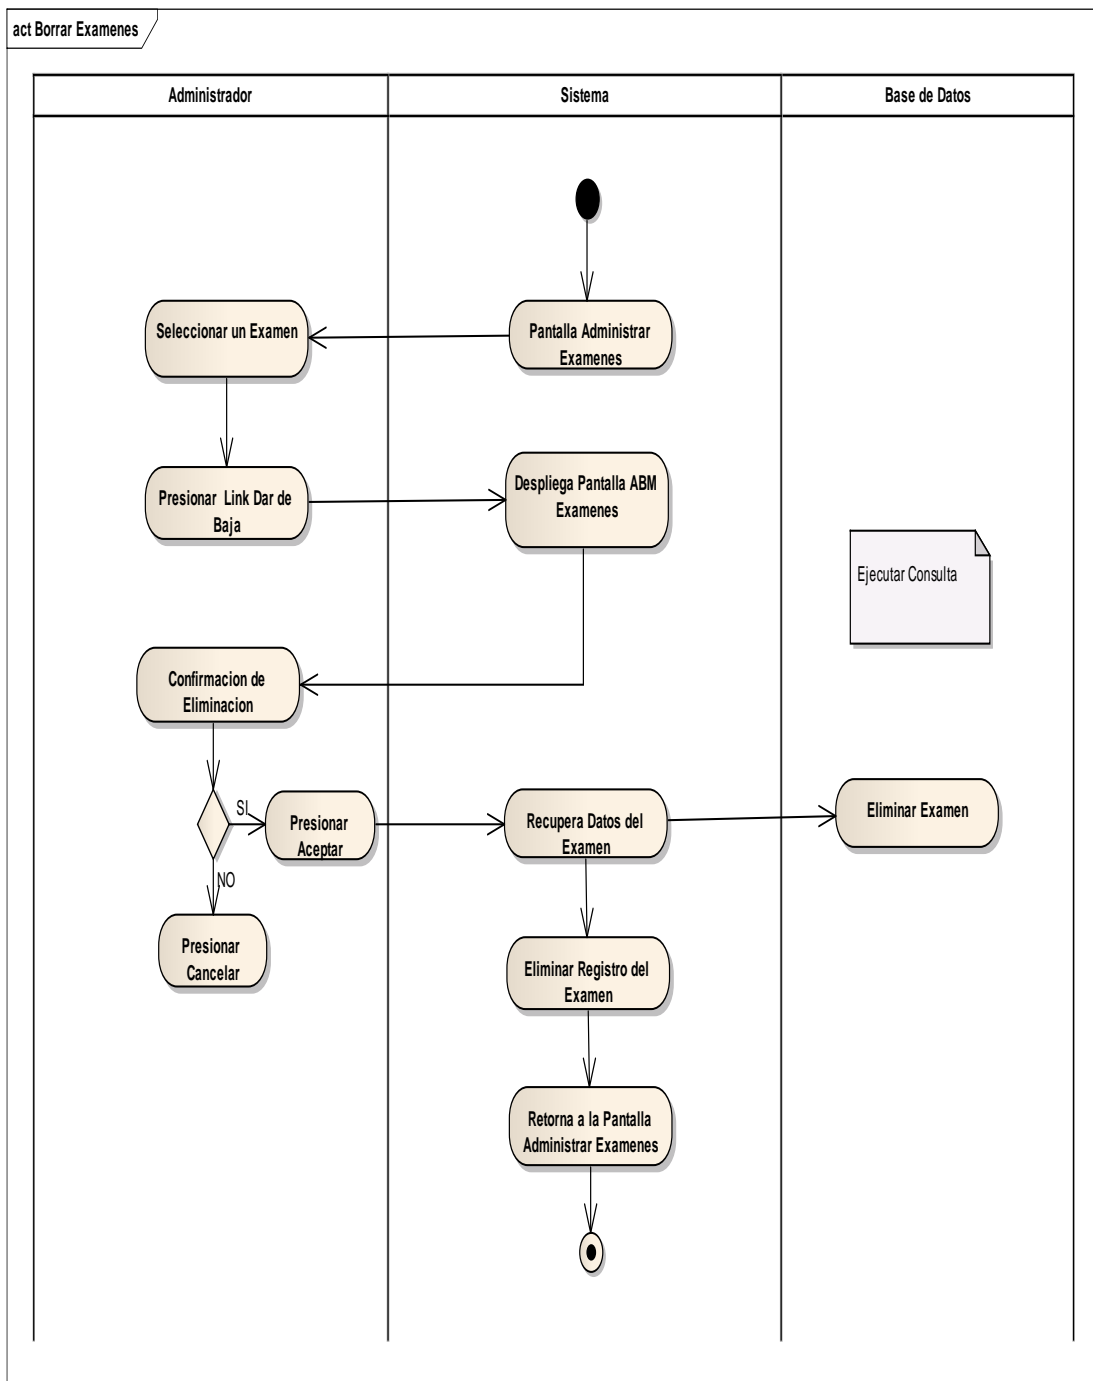 act Borrar Examenes
Administrador
Sistema
Base de Datos
Seleccionar un Examen
Pantalla Administrar
Examenes
Presionar Link Dar de
Baja
Despliega Pantalla ABM
Examenes
Ejecutar Consulta
Confirmacion de
Eliminacion
SI
Presionar
Aceptar
Recupera Datos del
Examen
Eliminar Examen
NO
Presionar
Cancelar
Eliminar Registro del
Examen
Retorna a la Pantalla
Administrar Examenes